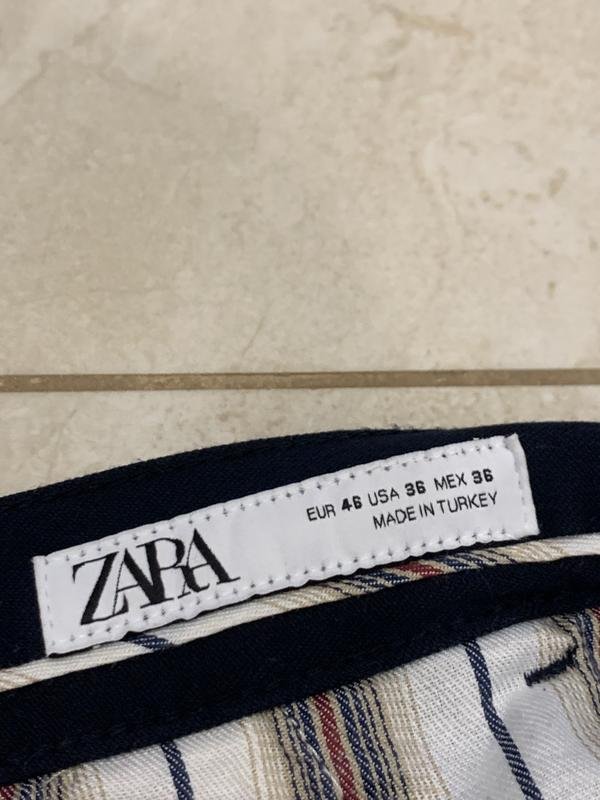 ZARA
EUR 46 USA 36 MEX 36
MADE IN TURKEY